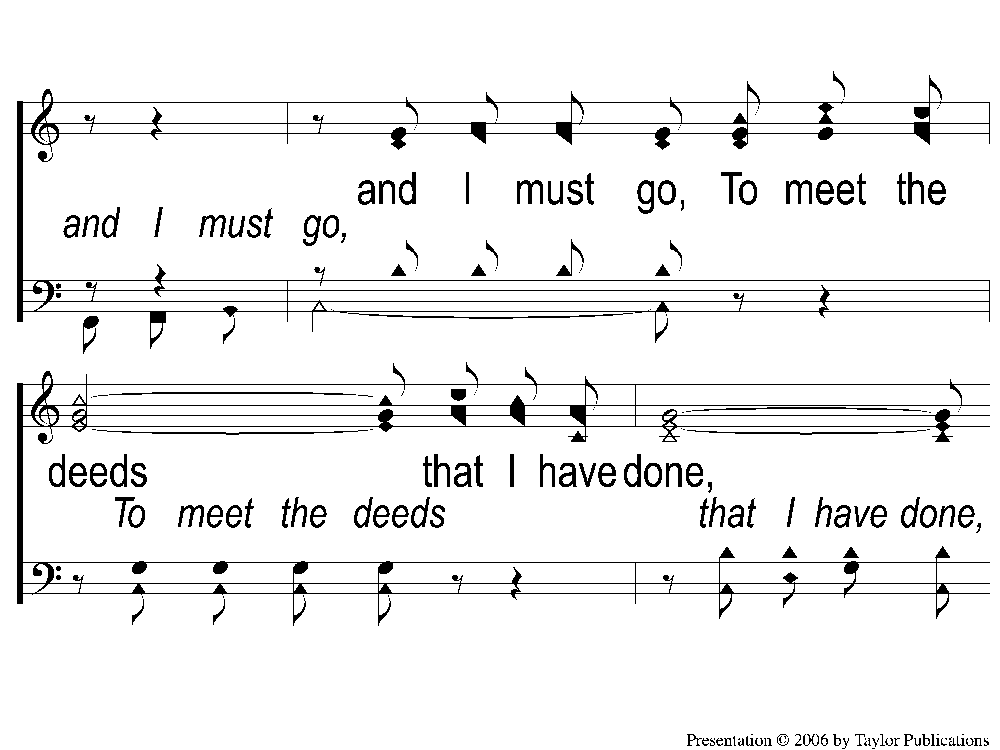 and I must go, To meet the
and I must go,
deeds that I have done,
To meet the deeds that I have done,
Presentation © 2006 by Taylor Publications